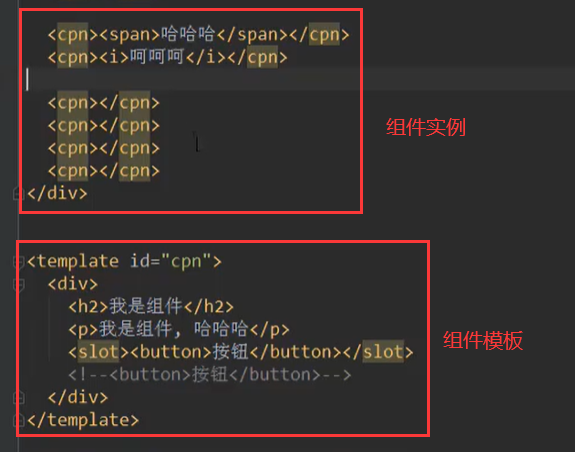 <cpn><span>哈哈哈</span></cpn>
<cpn><i>呵呵呵</i></cpn>
<cpn></cpn>
<cpn></cpn>
组件实例
<cpn></cpn>
<cpn></cpn>
</div>
<template id="cpn">
<div>
<h2>我是组件</h2>
<p>我是组件, 哈哈哈</p>
组件模板
<slot><button>按钮</button></slot>
<!--<button>按钮</button>-->
</div>
</template>